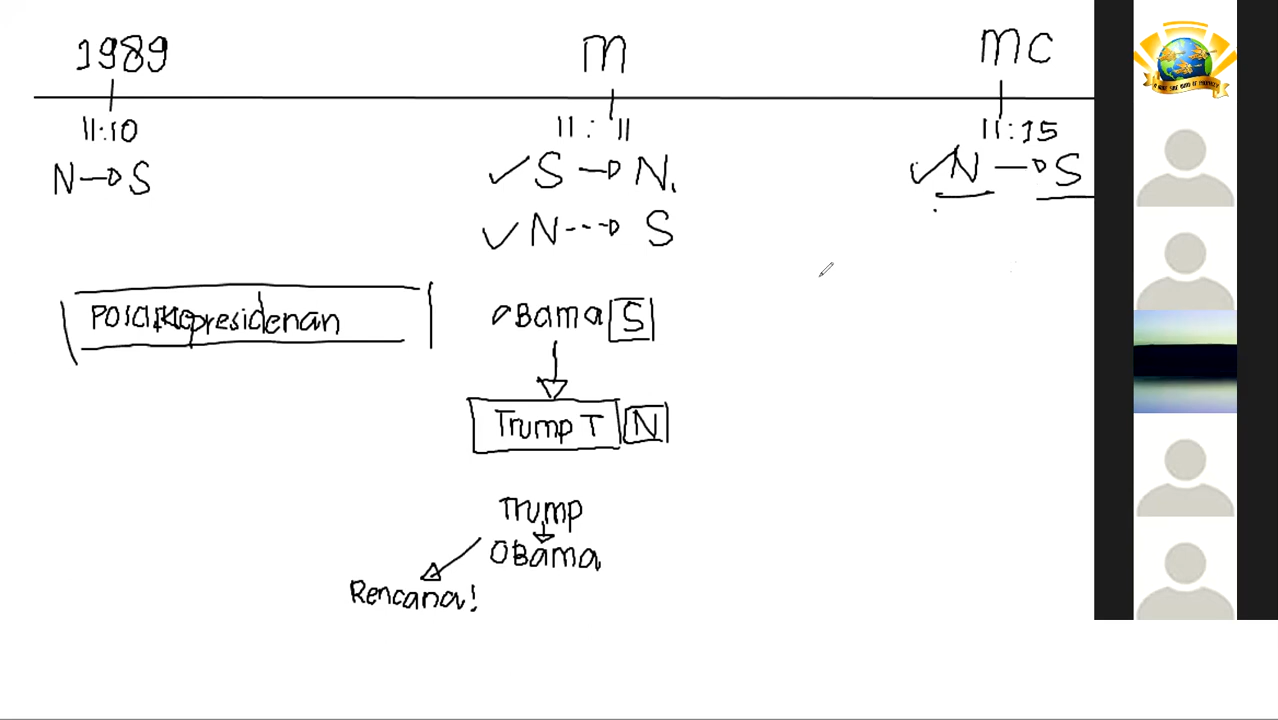 1989 m mc
11:10 11:11 11:15
N S S N. N S
N S
presidenan OBama S
Trump T N
Trump
OBama
Rencana!